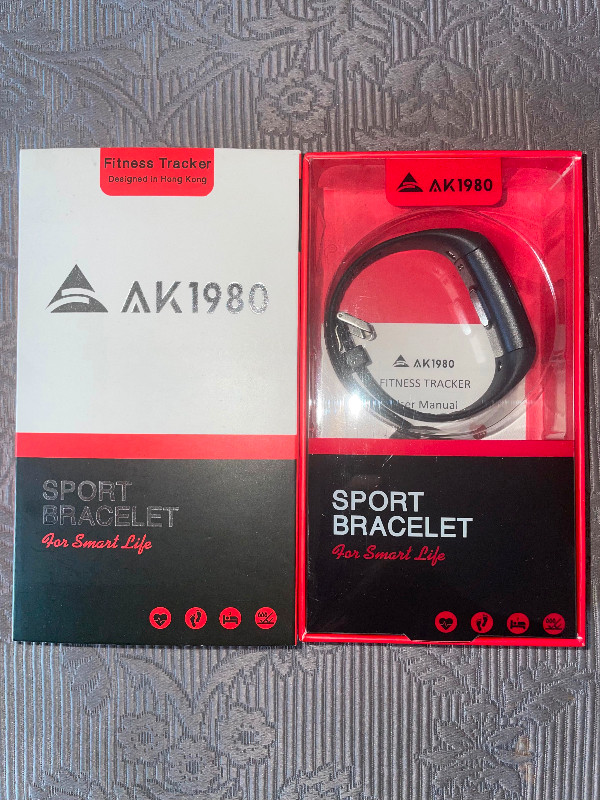 Fitness Tracker
Designed in Hong Kong
AK1980
SPORT
BRACELET
For Smart Life
AK1980
AK1980
FITNESS TRACKER
User Manual
SPORT
BRACELET
For Smart Life